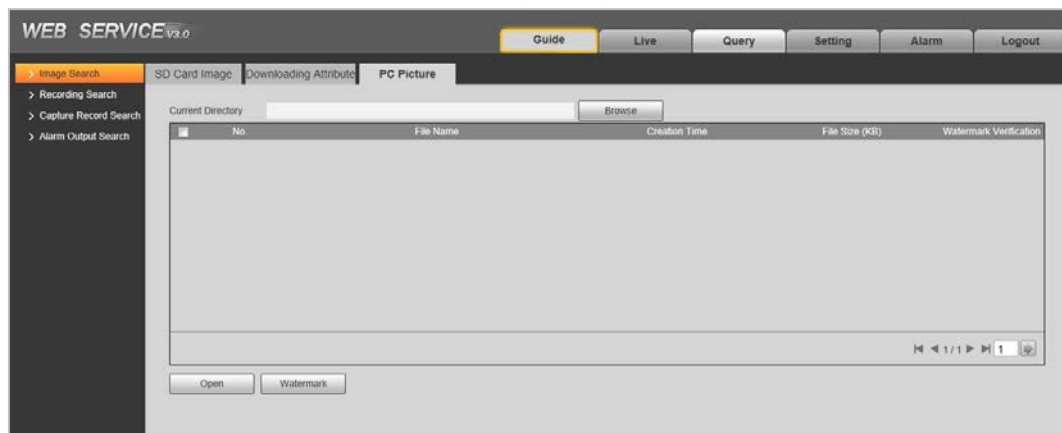 WEB SERVICE V3.0
Guide Live Query Setting Alarm Logout
> Image Search
> Recording Search
> Capture Record Search
> Alarm Output Search
SD Card Image Downloading Attribute PC Picture
Current Directory Browse
No. File Name Creation Time File Size (KB) Watermark Verification
1 / 1 1
Open Watermark